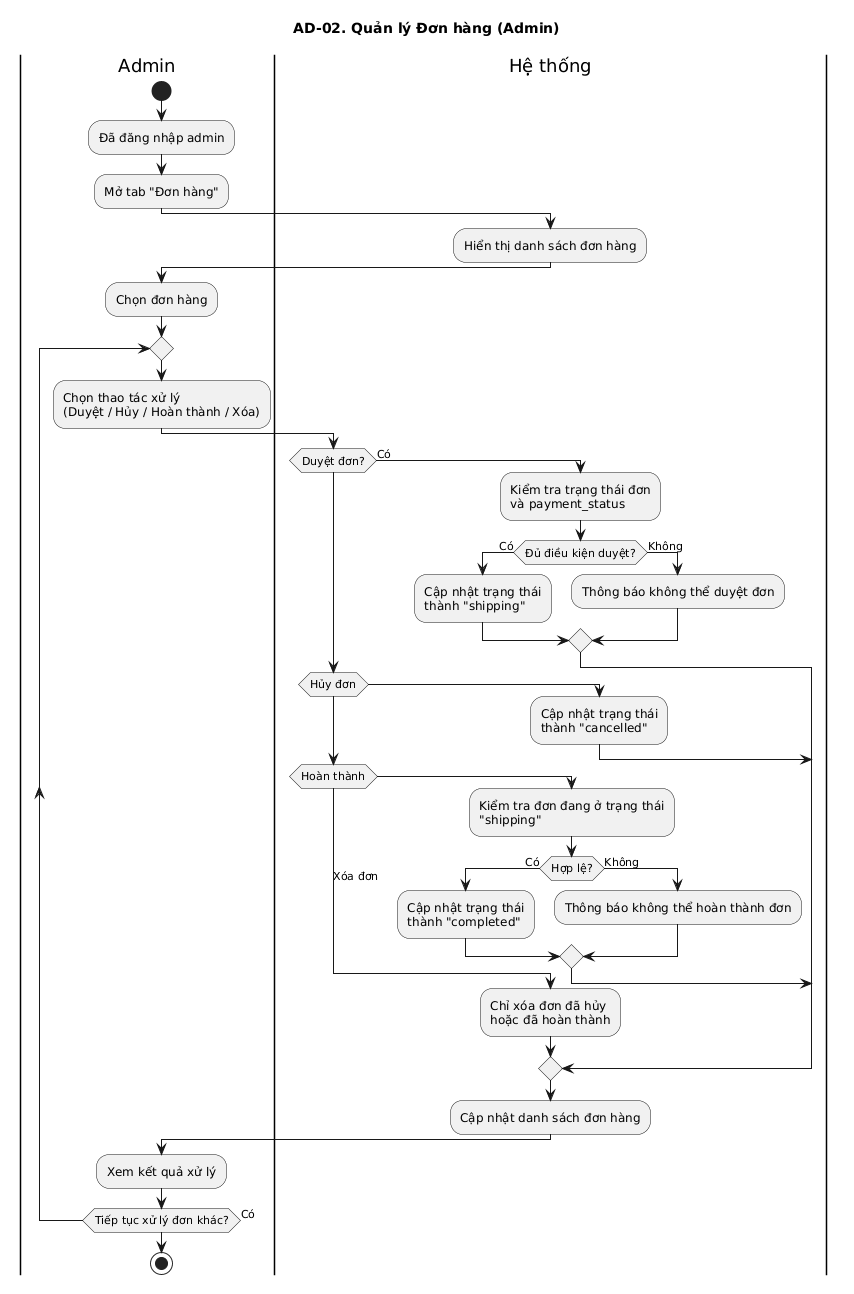 AD-02. Quản lý Đơn hàng (Admin)
Admin
Hệ thống
Đã đăng nhập admin
Mở tab "Đơn hàng"
Hiển thị danh sách đơn hàng
Chọn đơn hàng
Chọn thao tác xử lý
(Duyệt / Hủy / Hoàn thành / Xóa)
Duyệt đơn?
Có
Kiểm tra trạng thái đơn
và payment_status
Có
Đủ điều kiện duyệt?
Không
Cập nhật trạng thái
thành "shipping"
Thông báo không thể duyệt đơn
Hủy đơn
Cập nhật trạng thái
thành "cancelled"
Hoàn thành
Kiểm tra đơn đang ở trạng thái
"shipping"
Có
Hợp lệ?
Không
Xóa đơn
Cập nhật trạng thái
thành "completed"
Thông báo không thể hoàn thành đơn
Chỉ xóa đơn đã hủy
hoặc đã hoàn thành
Cập nhật danh sách đơn hàng
Xem kết quả xử lý
Tiếp tục xử lý đơn khác?
Có